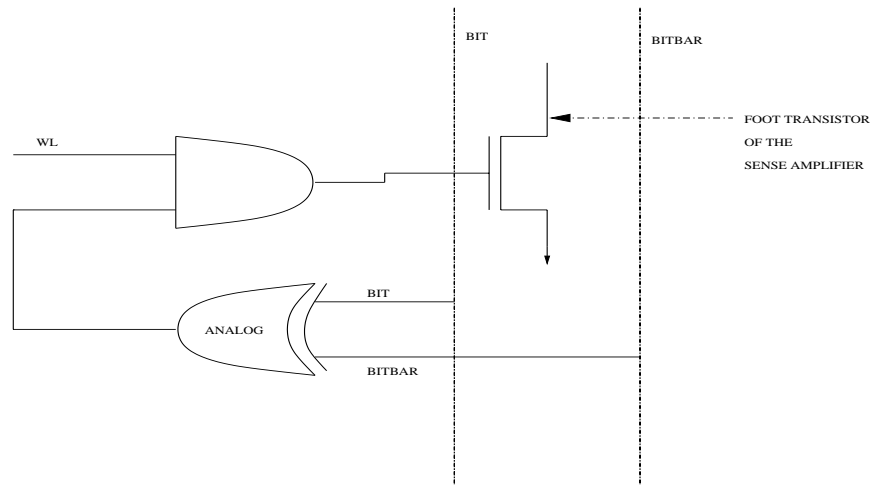 BIT
BITBAR
WL
FOOT TRANSISTOR
OF THE
SENSE AMPLIFIER
BIT
ANALOG
BITBAR